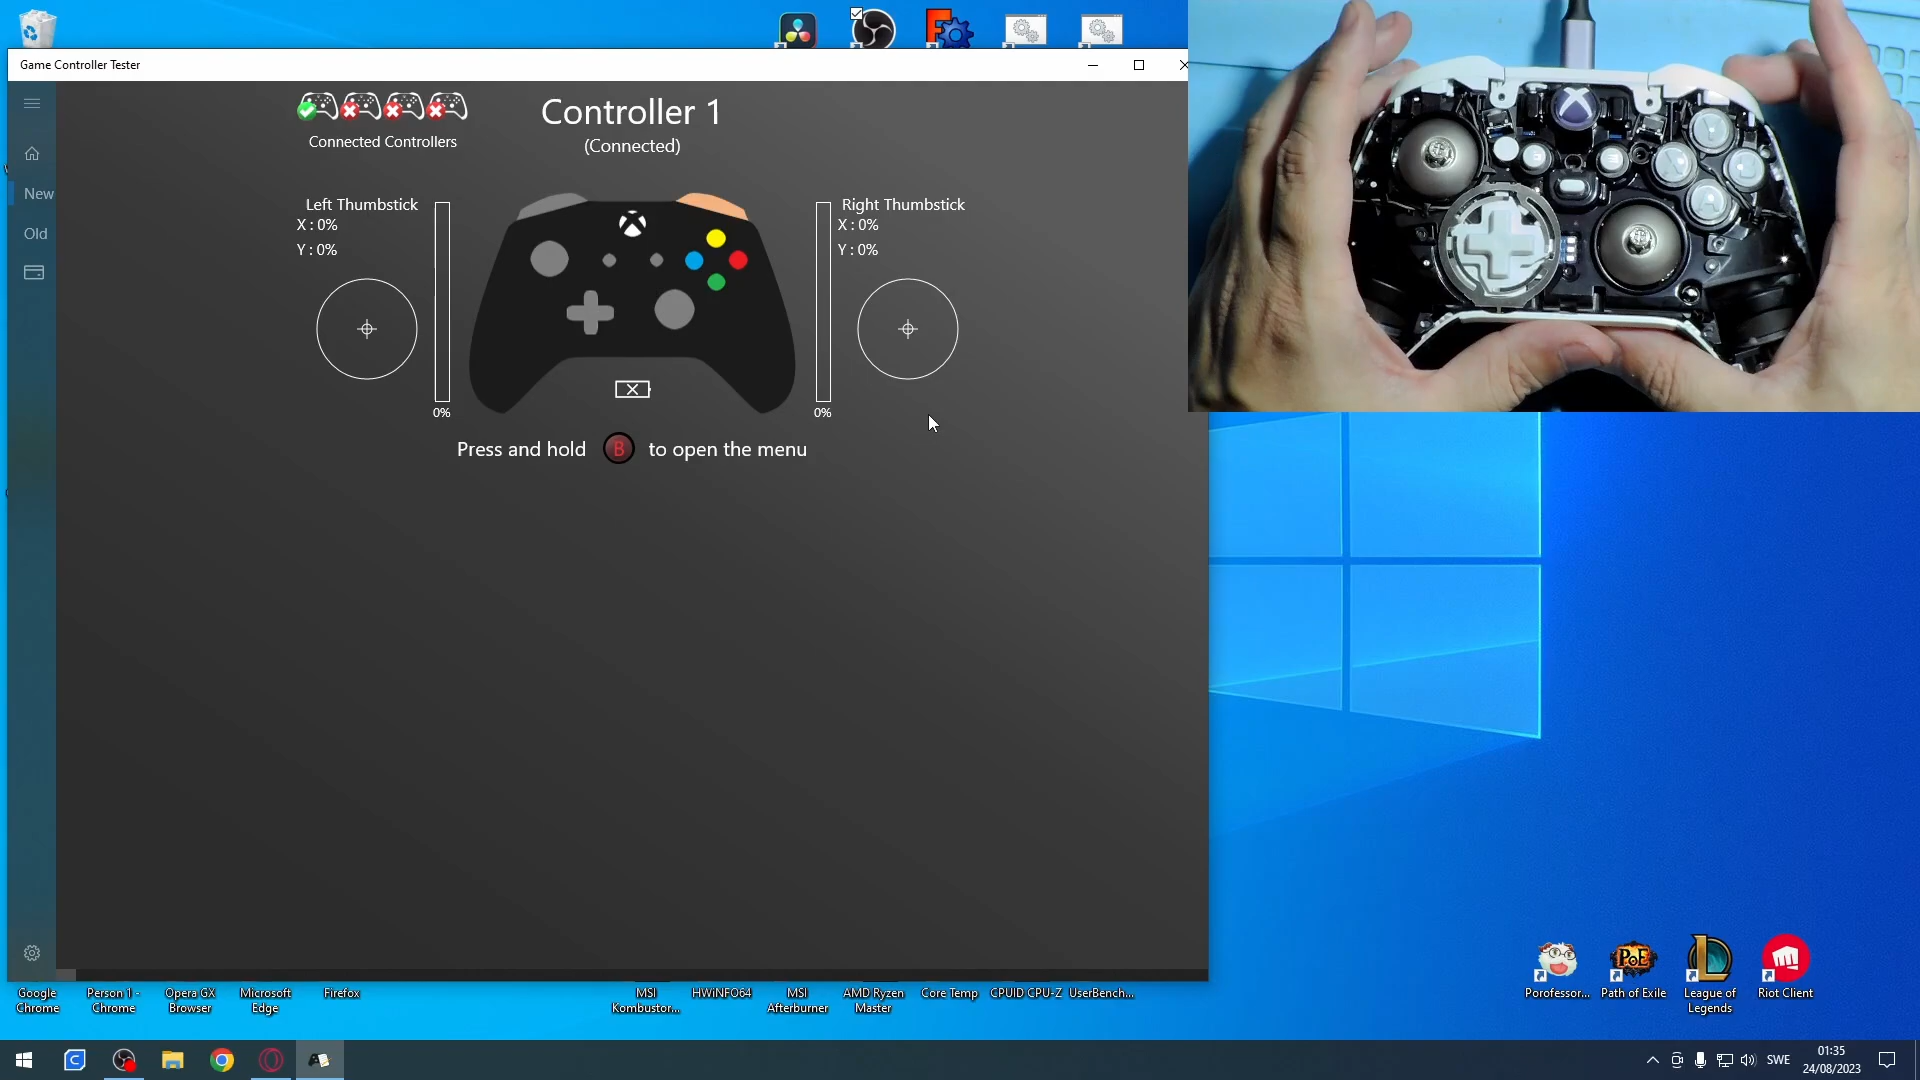 Game Controller Tester
Connected Controllers
Controller 1
(Connected)
New
Old
Left Thumbstick
X : 0%
Y : 0%
0%
Right Thumbstick
X : 0%
Y : 0%
0%
Press and hold B to open the menu
Google Chrome
Person 1 - Chrome
Opera GX Browser
Microsoft Edge
Firefox
MSI Kombustor...
HWiNFO64
MSI Afterburner
AMD Ryzen Master
Core Temp
CPUID CPU-Z
UserBench...
Porofessor...
PoE
Path of Exile
League of Legends
Riot Client
SWE
01:35
24/08/2023